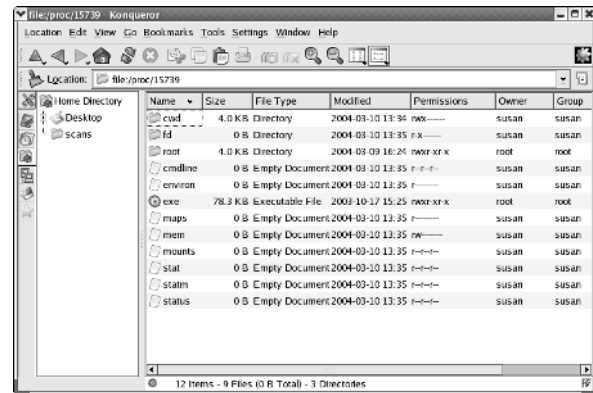 file:/proc/15739 - Konqueror
Location Edit View Go Bookmarks Tools Settings Window Help
Location: file:/proc/15739
Home Directory
Desktop
scans
Name Size File Type Modified Permissions Owner Group
cwd 4.0 KB Directory 2004-03-10 13:34 rwx------ susan susan
fd 0 B Directory 2004-03-10 13:35 r-x------ susan susan
root 4.0 KB Directory 2004-03-09 16:24 rwxr-xr-x root root
cmdline 0 B Empty Document 2004-03-10 13:35 r--r--r-- susan susan
environ 0 B Empty Document 2004-03-10 13:35 r-------- susan susan
exe 78.3 KB Executable File 2003-10-17 15:25 rwxr-xr-x root root
maps 0 B Empty Document 2004-03-10 13:35 r-------- susan susan
mem 0 B Empty Document 2004-03-10 13:35 rw------- susan susan
mounts 0 B Empty Document 2004-03-10 13:35 r--r--r-- susan susan
stat 0 B Empty Document 2004-03-10 13:35 r--r--r-- susan susan
statm 0 B Empty Document 2004-03-10 13:35 r--r--r-- susan susan
status 0 B Empty Document 2004-03-10 13:35 r--r--r-- susan susan
12 Items - 9 Files (0 B Total) - 3 Directories